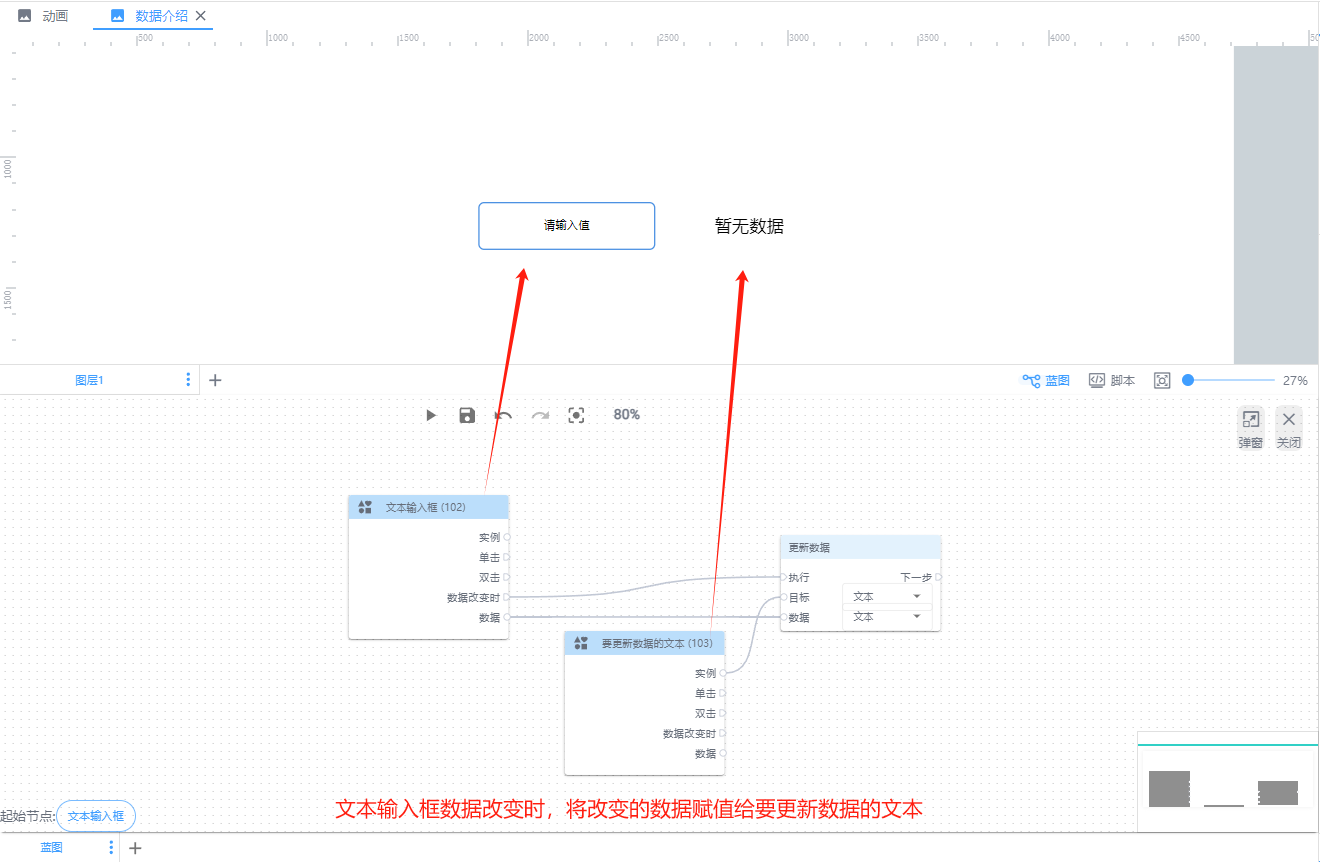 动画
数据介绍
500 1000 1500 2000 2500 3000 3500 4000 4500 50
1000
1500
请输入值
暂无数据
图层1
蓝图
脚本
27%
80%
弹窗
关闭
文本输入框 (102)
实例
单击
双击
数据改变时
数据
更新数据
执行
下一步
目标
文本
数据
文本
要更新数据的文本 (103)
实例
单击
双击
数据改变时
数据
文本输入框数据改变时，将改变的数据赋值给要更新数据的文本
起始节点:
文本输入框
蓝图